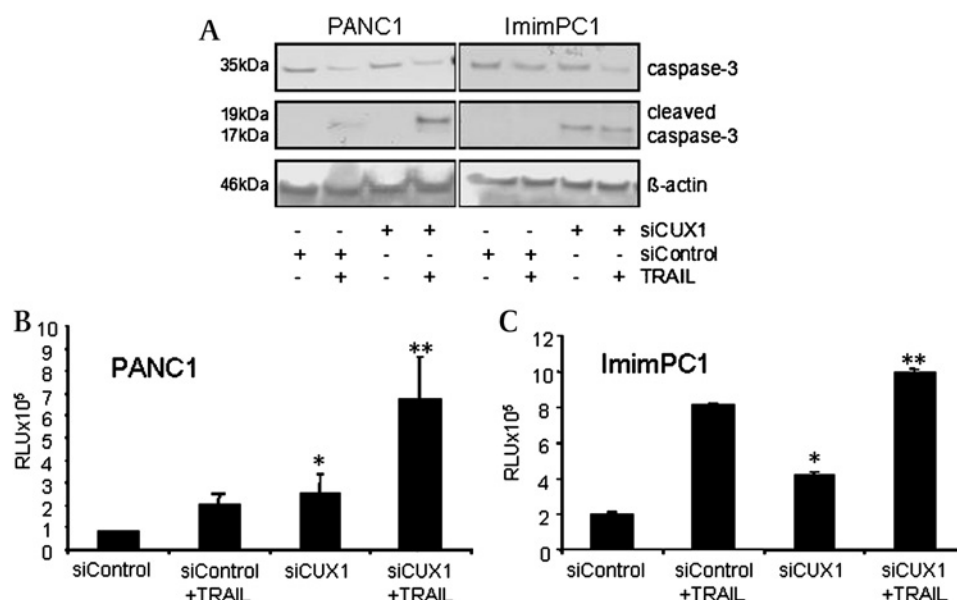 A
PANC1 ImimPC1
35kDa caspase-3
19kDa cleaved
17kDa caspase-3
46kDa ß-actin
- - + + - - + + siCUX1
+ + - - + + - - siControl
- + - + - + - + TRAIL
B
PANC1
RLUx10⁵
10
9
8
7
6
5
4
3
2
1
0
*
**
siControl siControl siCUX1 siCUX1
+TRAIL +TRAIL
C
ImimPC1
RLUx10⁵
12
10
8
6
4
2
0
*
**
siControl siControl siCUX1 siCUX1
+TRAIL +TRAIL